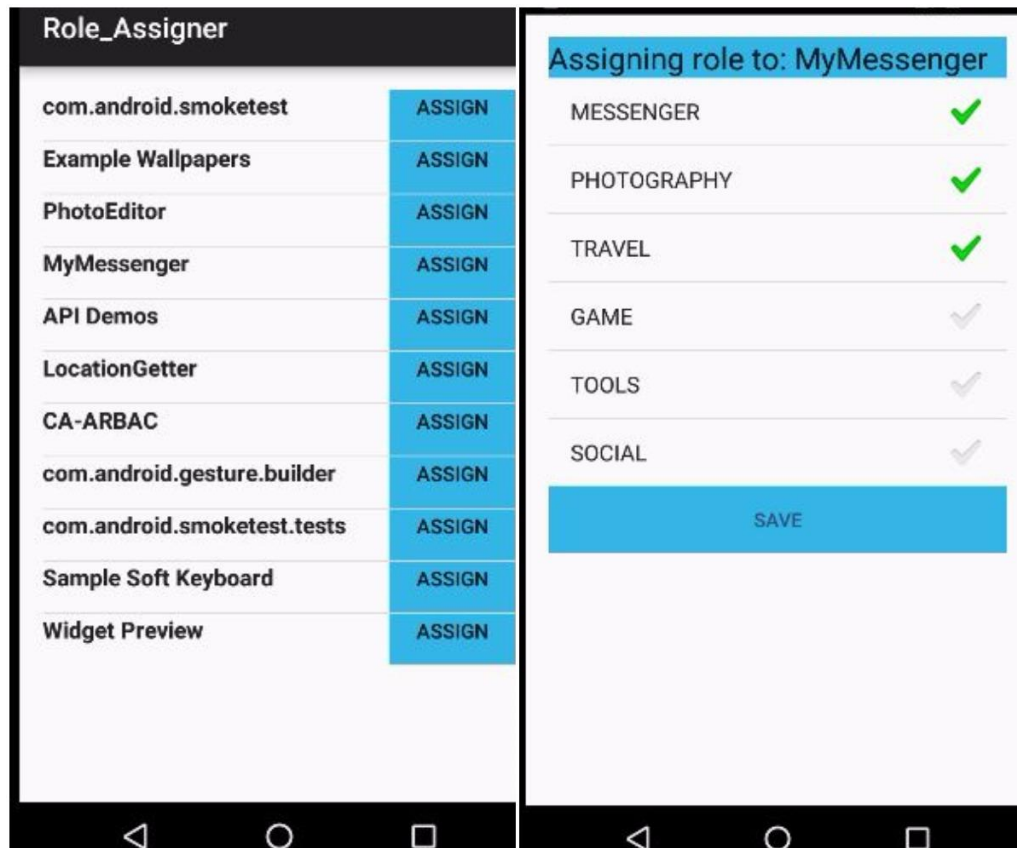 Role_Assigner
com.android.smoketest ASSIGN
Example Wallpapers ASSIGN
PhotoEditor ASSIGN
MyMessenger ASSIGN
API Demos ASSIGN
LocationGetter ASSIGN
CA-ARBAC ASSIGN
com.android.gesture.builder ASSIGN
com.android.smoketest.tests ASSIGN
Sample Soft Keyboard ASSIGN
Widget Preview ASSIGN
Assigning role to: MyMessenger
MESSENGER
PHOTOGRAPHY
TRAVEL
GAME
TOOLS
SOCIAL
SAVE